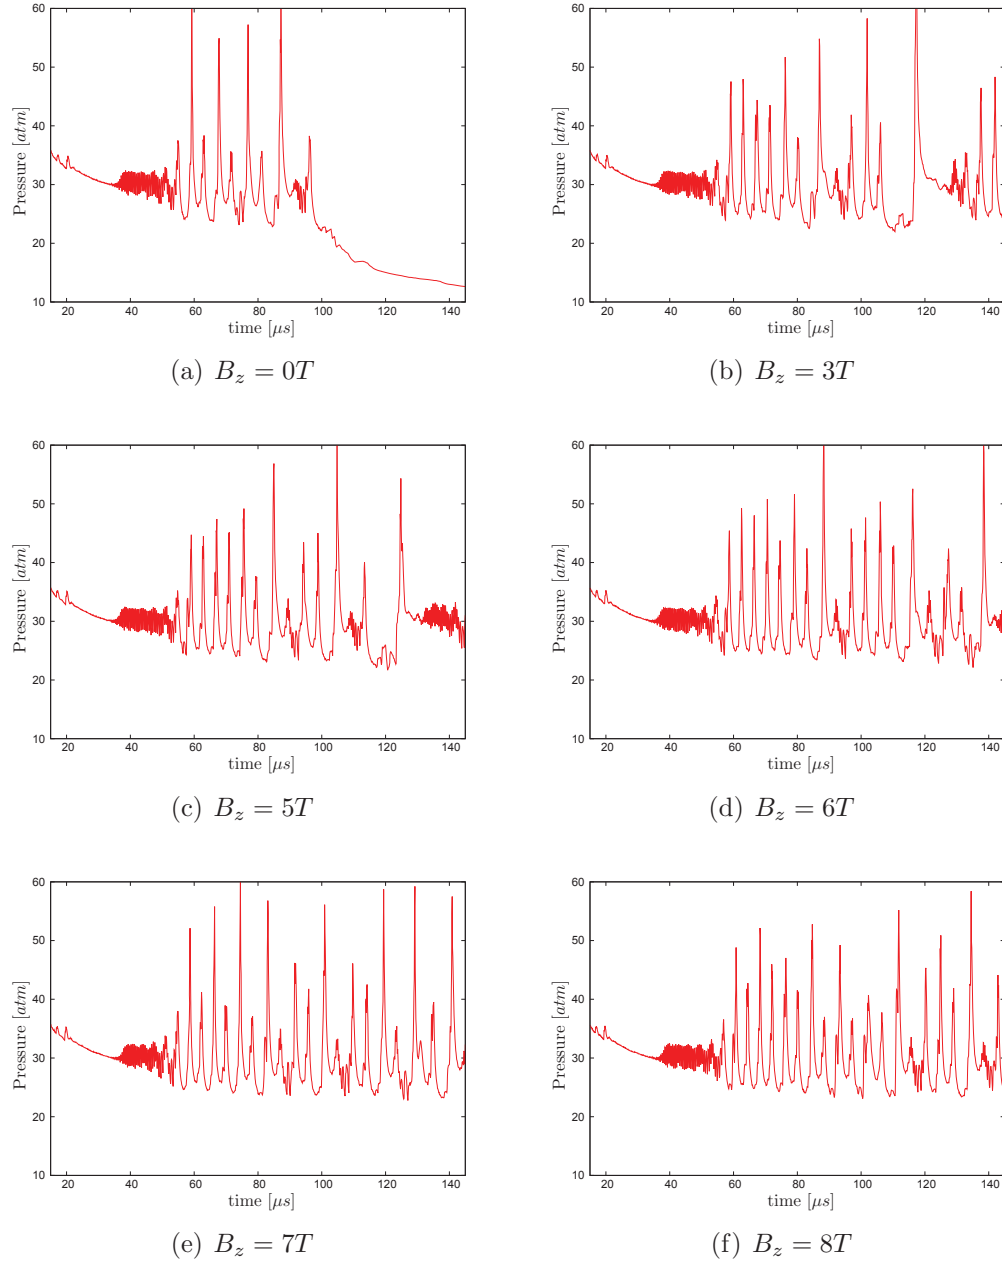 60
50
40
30
20
10
Pressure [atm]
20 40 60 80 100 120 140
time [μs]
(a) B_z = 0T
60
50
40
30
20
10
Pressure [atm]
20 40 60 80 100 120 140
time [μs]
(b) B_z = 3T
60
50
40
30
20
10
Pressure [atm]
20 40 60 80 100 120 140
time [μs]
(c) B_z = 5T
60
50
40
30
20
10
Pressure [atm]
20 40 60 80 100 120 140
time [μs]
(d) B_z = 6T
60
50
40
30
20
10
Pressure [atm]
20 40 60 80 100 120 140
time [μs]
(e) B_z = 7T
60
50
40
30
20
10
Pressure [atm]
20 40 60 80 100 120 140
time [μs]
(f) B_z = 8T